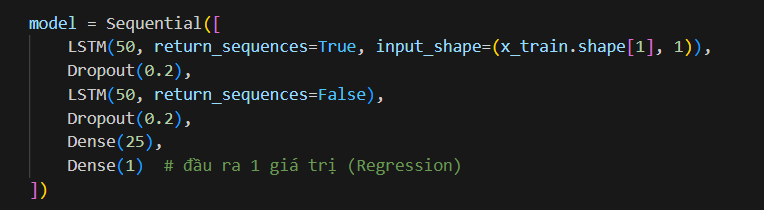 model = Sequential([
    LSTM(50, return_sequences=True, input_shape=(x_train.shape[1], 1)),
    Dropout(0.2),
    LSTM(50, return_sequences=False),
    Dropout(0.2),
    Dense(25),
    Dense(1)  # đầu ra 1 giá trị (Regression)
])